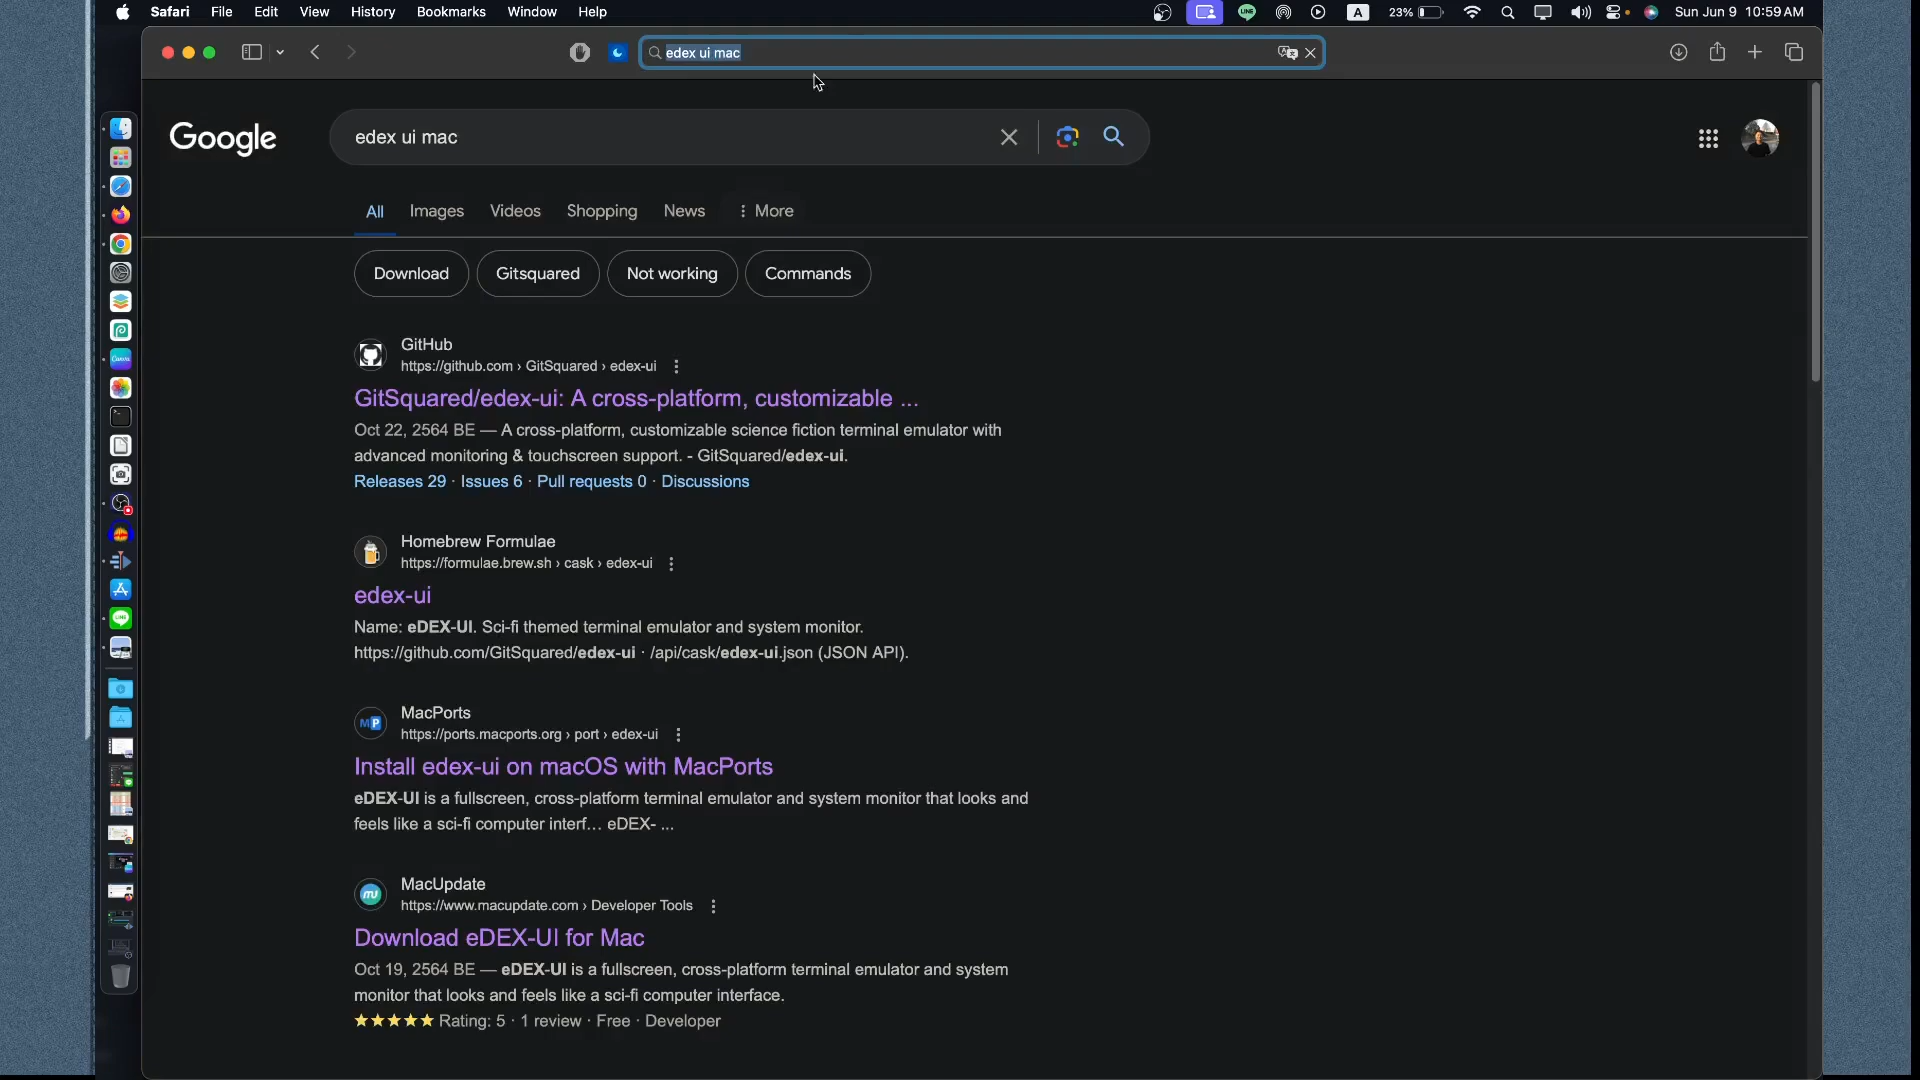 Safari File Edit View History Bookmarks Window Help
A 23% Sun Jun 9 10:59 AM
edex ui mac
Google
edex ui mac
All Images Videos Shopping News More
Download Gitsquared Not working Commands
GitHub
https://github.com › GitSquared › edex-ui
GitSquared/edex-ui: A cross-platform, customizable ...
Oct 22, 2564 BE — A cross-platform, customizable science fiction terminal emulator with
advanced monitoring & touchscreen support. - GitSquared/edex-ui.
Releases 29 · Issues 6 · Pull requests 0 · Discussions
Homebrew Formulae
https://formulae.brew.sh › cask › edex-ui
edex-ui
Name: eDEX-UI. Sci-fi themed terminal emulator and system monitor.
https://github.com/GitSquared/edex-ui · /api/cask/edex-ui.json (JSON API).
MP
MacPorts
https://ports.macports.org › port › edex-ui
Install edex-ui on macOS with MacPorts
eDEX-UI is a fullscreen, cross-platform terminal emulator and system monitor that looks and
feels like a sci-fi computer interf... eDEX- ...
MacUpdate
https://www.macupdate.com › Developer Tools
Download eDEX-UI for Mac
Oct 19, 2564 BE — eDEX-UI is a fullscreen, cross-platform terminal emulator and system
monitor that looks and feels like a sci-fi computer interface.
Rating: 5 · 1 review · Free · Developer